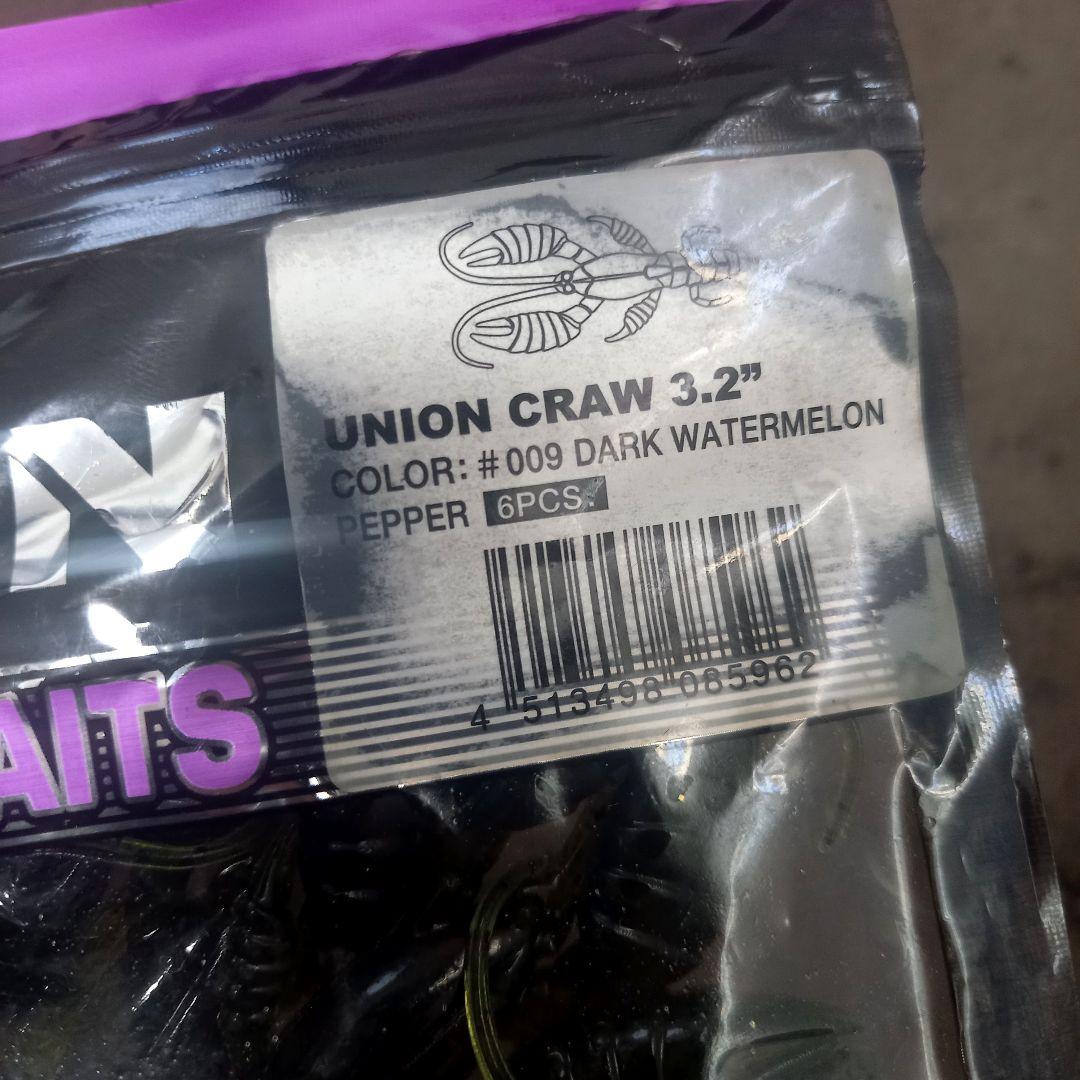 UNION CRAW 3.2”
COLOR: #009 DARK WATERMELON
PEPPER 6PCS.
4 513498 085962
N
AITS